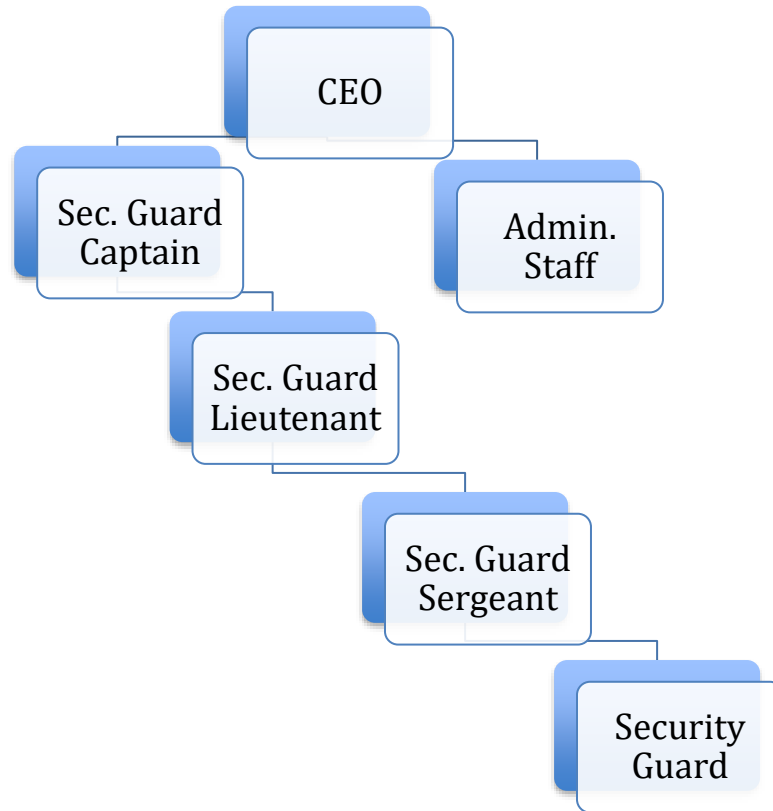 CEO
Sec. Guard
Captain
Admin.
Staff
Sec. Guard
Lieutenant
Sec. Guard
Sergeant
Security
Guard